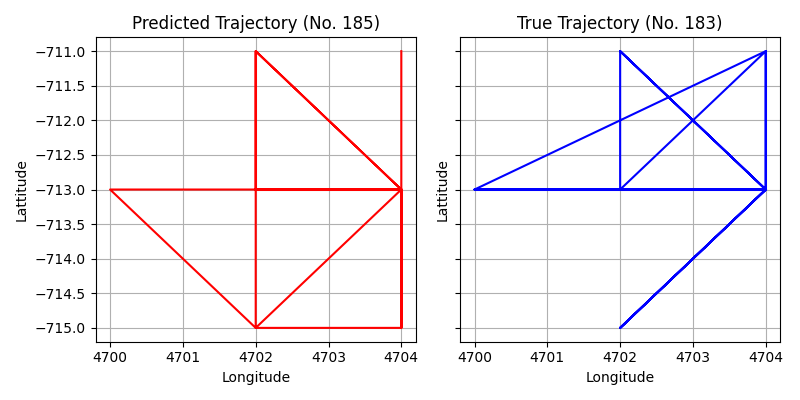 Predicted Trajectory (No. 185)
True Trajectory (No. 183)
Lattitude
−711.0
−711.5
−712.0
−712.5
−713.0
−713.5
−714.0
−714.5
−715.0
4700 4701 4702 4703 4704
Longitude
Lattitude
4700 4701 4702 4703 4704
Longitude